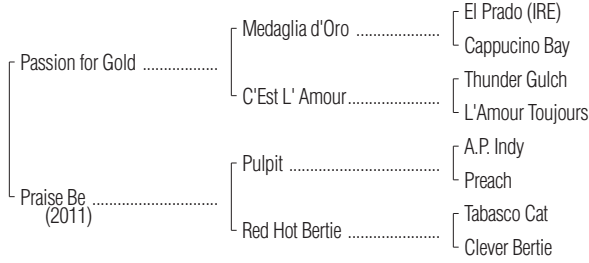 El Prado (IRE)
Medaglia d'Oro ....................
Cappucino Bay
Passion for Gold ..................
Thunder Gulch
C'Est L' Amour......................
L'Amour Toujours
A.P. Indy
Pulpit ....................................
Preach
Praise Be ..............................
(2011)
Tabasco Cat
Red Hot Bertie ......................
Clever Bertie